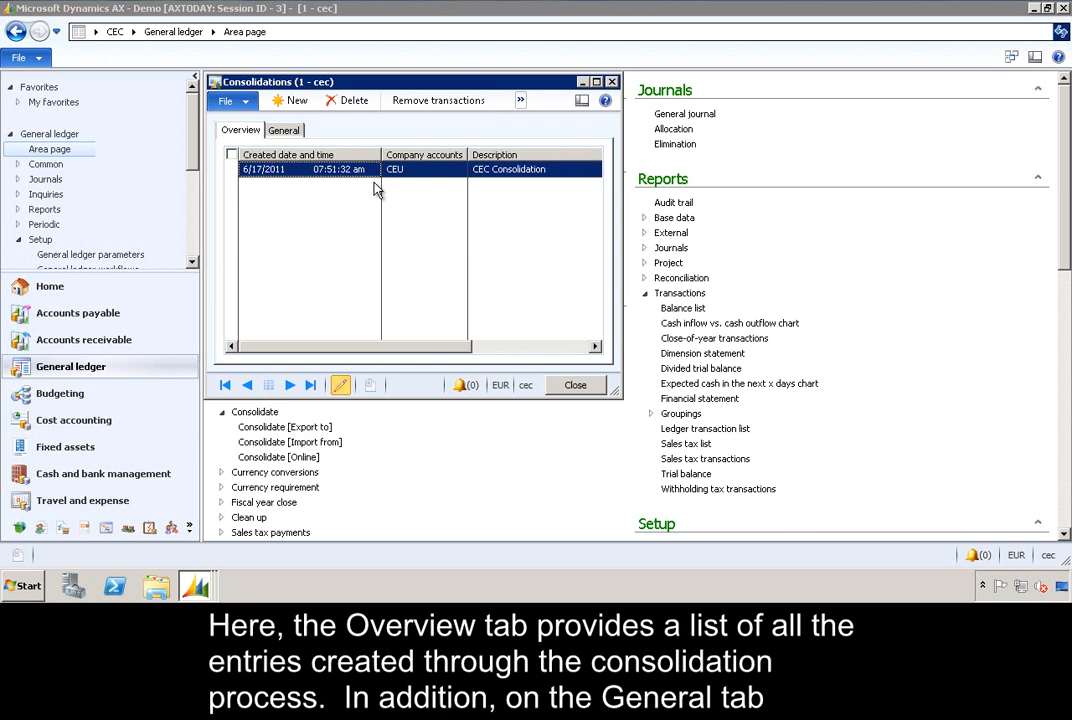 Microsoft Dynamics AX - Demo [AXTODAY: Session ID - 3] - [1 - cec]
CEC
General ledger
Area page
File
Favorites
My favorites
General ledger
Area page
Common
Journals
Inquiries
Reports
Periodic
Setup
General ledger parameters
General ledger workflows
Home
Accounts payable
Accounts receivable
General ledger
Budgeting
Cost accounting
Fixed assets
Cash and bank management
Travel and expense
Consolidations (1 - cec)
File
New
Delete
Remove transactions
Overview
General
Created date and time
Company accounts
Description
6/17/2011 07:51:32 am
CEU
CEC Consolidation
(0)
EUR
cec
Close
Consolidate
Consolidate [Export to]
Consolidate [Import from]
Consolidate [Online]
Currency conversions
Currency requirement
Fiscal year close
Clean up
Sales tax payments
Journals
General journal
Allocation
Elimination
Reports
Audit trail
Base data
External
Journals
Project
Reconciliation
Transactions
Balance list
Cash inflow vs. cash outflow chart
Close-of-year transactions
Dimension statement
Divided trial balance
Expected cash in the next x days chart
Financial statement
Groupings
Ledger transaction list
Sales tax list
Sales tax transactions
Trial balance
Withholding tax transactions
Setup
(0)
EUR
cec
Start
Here, the Overview tab provides a list of all the
entries created through the consolidation
process.  In addition, on the General tab